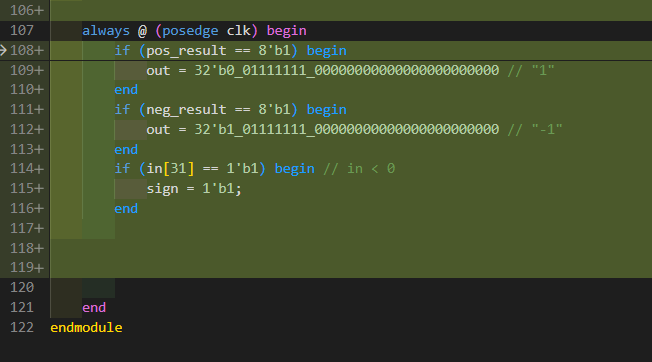 106+
107 always @ (posedge clk) begin
108+ if (pos_result == 8'b1) begin
109+ out = 32'b0_01111111_00000000000000000000000 // "1"
110+ end
111+ if (neg_result == 8'b1) begin
112+ out = 32'b1_01111111_00000000000000000000000 // "-1"
113+ end
114+ if (in[31] == 1'b1) begin // in < 0
115+ sign = 1'b1;
116+ end
117+
118+
119+
120
121 end
122 endmodule